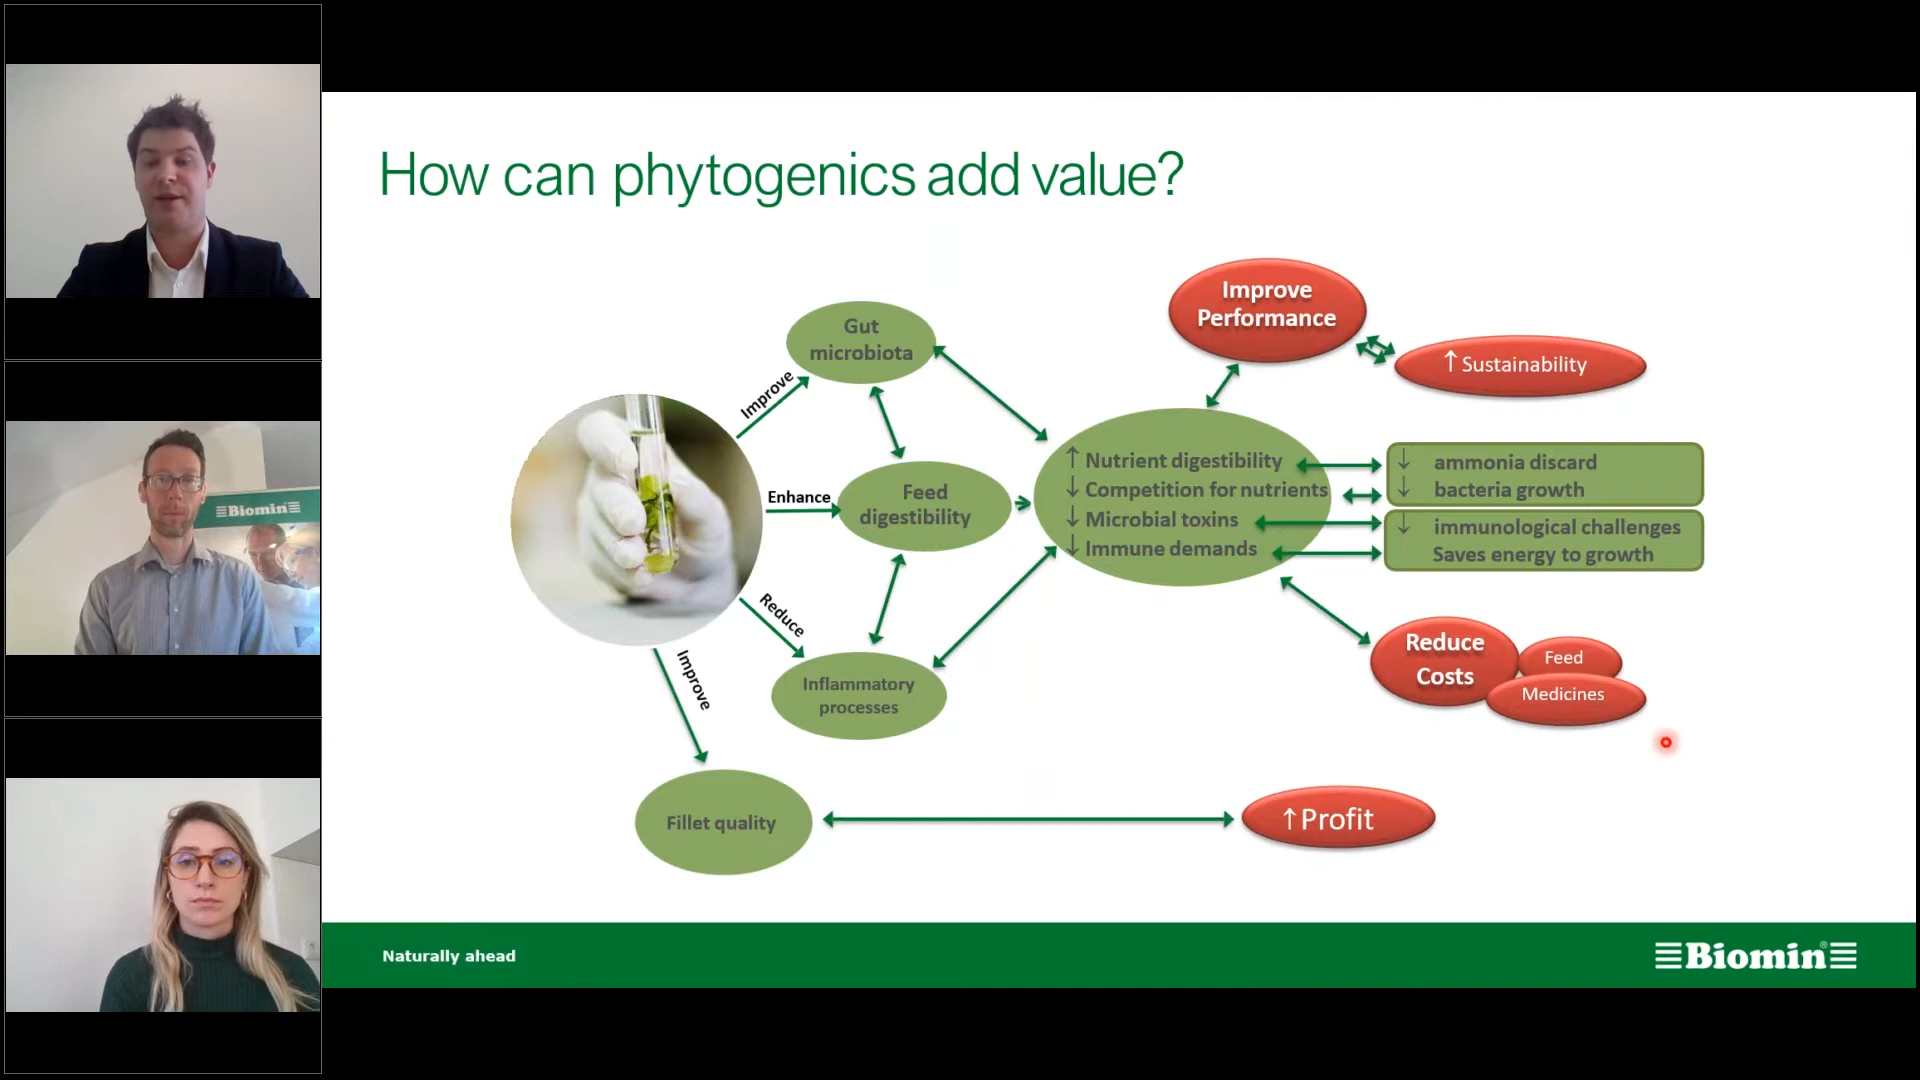 How can phytogenics add value?
Improve
Performance
↑ Sustainability
Gut
microbiota
Improve
Enhance
Feed
digestibility
↑ Nutrient digestibility
↓ Competition for nutrients
↓ Microbial toxins
↓ Immune demands
↓ ammonia discard
↓ bacteria growth
↓ immunological challenges
Saves energy to growth
Reduce
Inflammatory
processes
Improve
Reduce
Costs
Feed
Medicines
Fillet quality
↑ Profit
Naturally ahead
Biomin®
Biomin